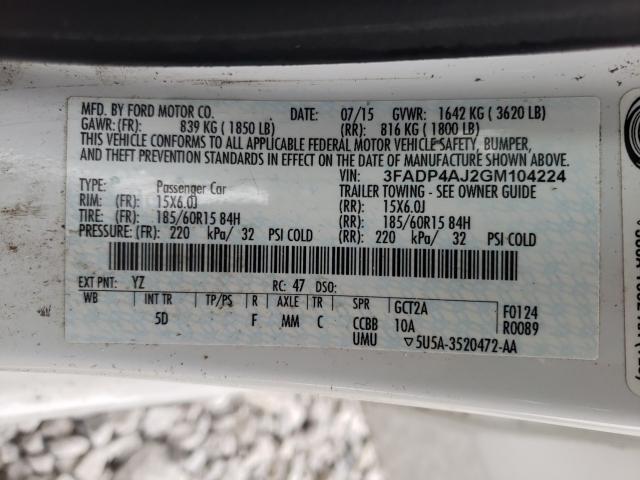 MFD. BY FORD MOTOR CO. DATE: 07/15 GVWR: 1642 KG ( 3620 LB)
GAWR: (FR): 839 KG ( 1850 LB) (RR): 816 KG ( 1800 LB)
THIS VEHICLE CONFORMS TO ALL APPLICABLE FEDERAL MOTOR VEHICLE SAFETY, BUMPER,
AND THEFT PREVENTION STANDARDS IN EFFECT ON THE DATE OF MANUFACTURE SHOWN ABOVE.
VIN: 3FADP4AJ2GM104224
TYPE: Passenger Car TRAILER TOWING - SEE OWNER GUIDE
RIM: (FR): 15X6.0J (RR): 15X6.0J
TIRE: (FR): 185/60R15 84H (RR): 185/60R15 84H
PRESSURE: (FR): 220 kPa/ 32 PSI COLD (RR): 220 kPa/ 32 PSI COLD
EXT PNT: YZ RC: 47 DSO:
WB INT TR TP/PS R AXLE TR SPR GCT2A F0124
5D F MM C CCBB 10A R0089
UMU ▽5U5A-3520472-AA